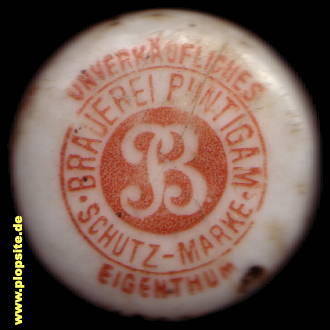 UNVERKÄUFLICHES
BRAUEREI PUNTIGAM
B
· SCHUTZ-MARKE ·
EIGENTHUM
www.plopsite.de